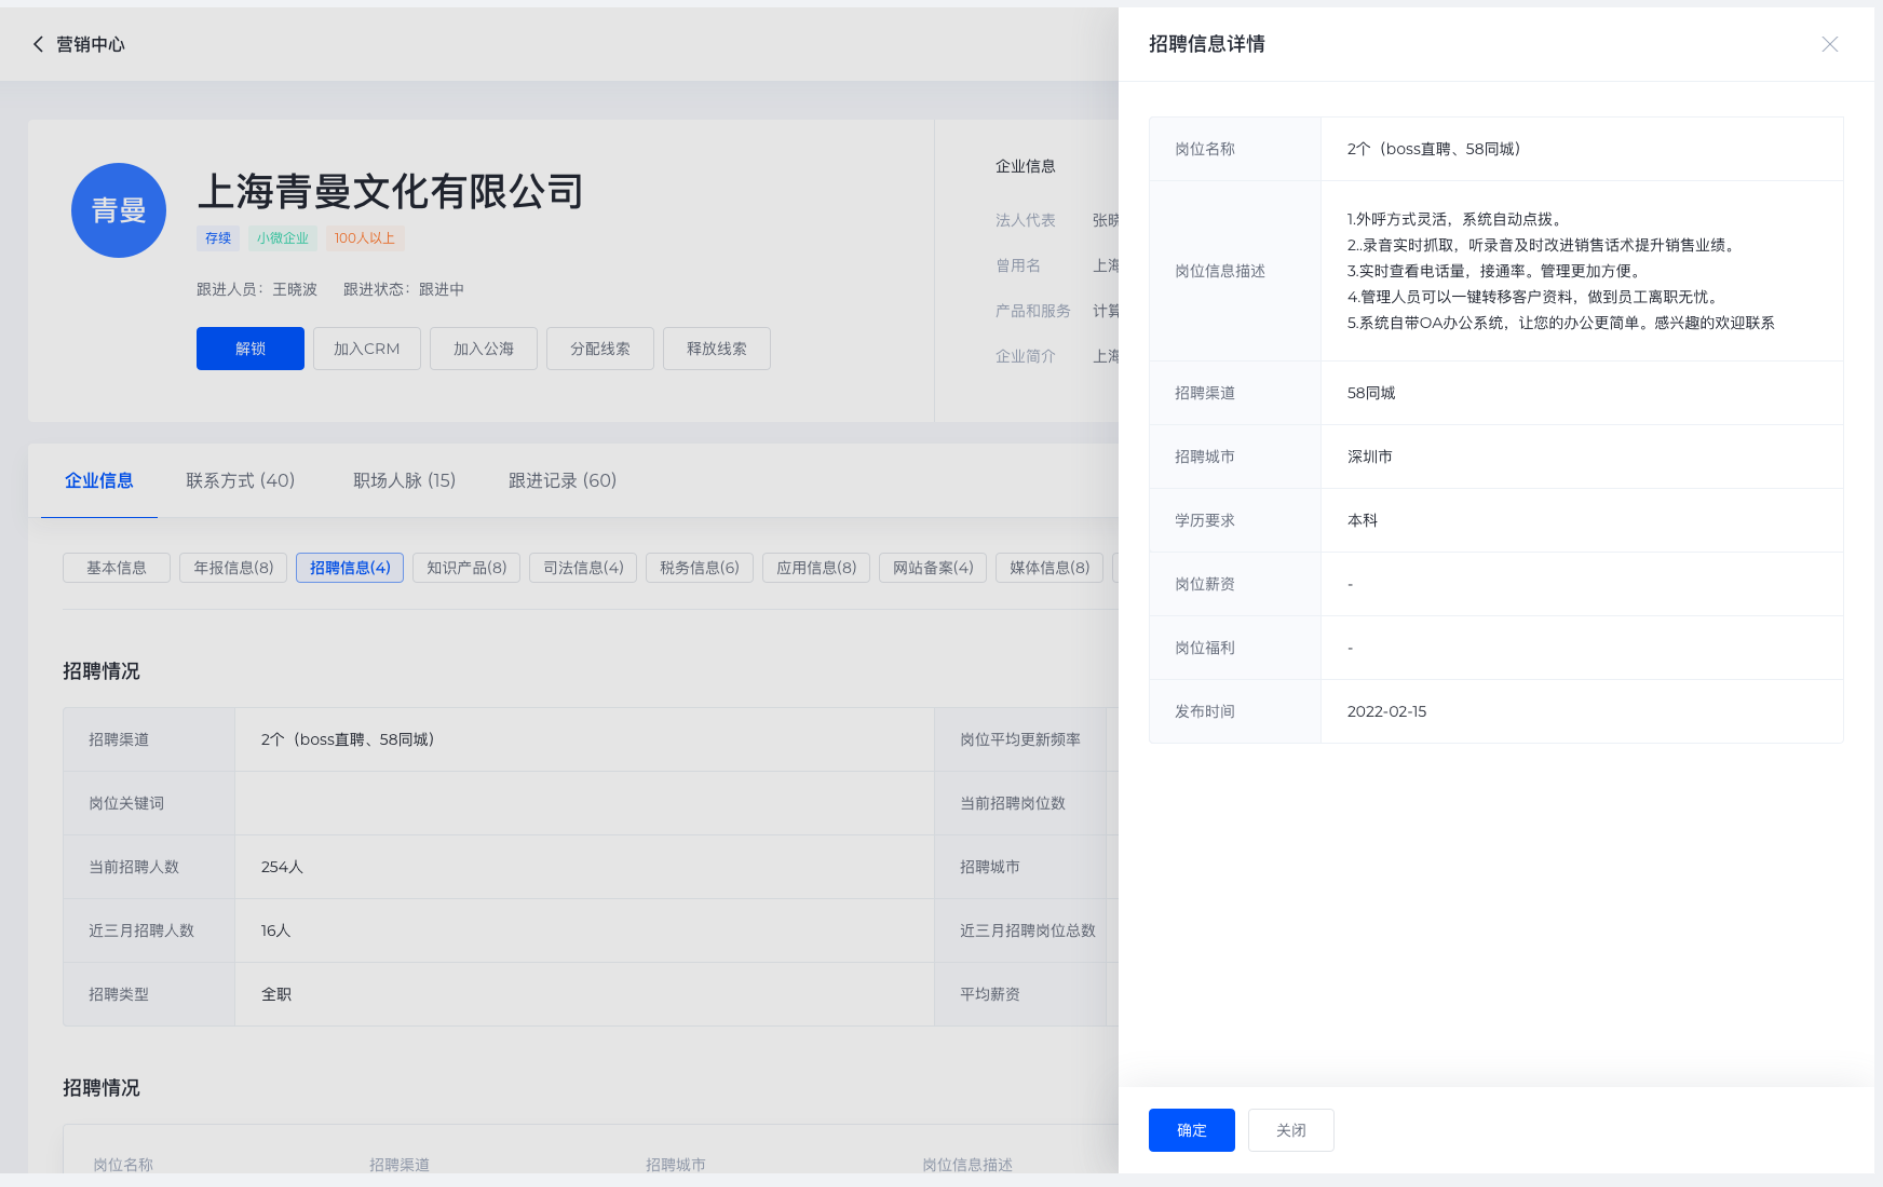 营销中心
青曼
上海青曼文化有限公司
存续 小微企业 100人以上
跟进人员：王晓波 跟进状态：跟进中
解锁 加入CRM 加入公海 分配线索 释放线索
企业信息
法人代表 张晓
曾用名 上海
产品和服务 计算
企业简介 上海
企业信息 联系方式 (40) 职场人脉 (15) 跟进记录 (60)
基本信息 年报信息(8) 招聘信息(4) 知识产品(8) 司法信息(4) 税务信息(6) 应用信息(8) 网站备案(4) 媒体信息(8)
招聘情况
招聘渠道 2个（boss直聘、58同城） 岗位平均更新频率
岗位关键词 当前招聘岗位数
当前招聘人数 254人 招聘城市
近三月招聘人数 16人 近三月招聘岗位总数
招聘类型 全职 平均薪资
招聘情况
岗位名称 招聘渠道 招聘城市 岗位信息描述
招聘信息详情
岗位名称 2个（boss直聘、58同城）
岗位信息描述
1.外呼方式灵活，系统自动点拨。
2..录音实时抓取，听录音及时改进销售话术提升销售业绩。
3.实时查看电话量，接通率。管理更加方便。
4.管理人员可以一键转移客户资料，做到员工离职无忧。
5.系统自带OA办公系统，让您的办公更简单。感兴趣的欢迎联系
招聘渠道 58同城
招聘城市 深圳市
学历要求 本科
岗位薪资 -
岗位福利 -
发布时间 2022-02-15
确定 关闭